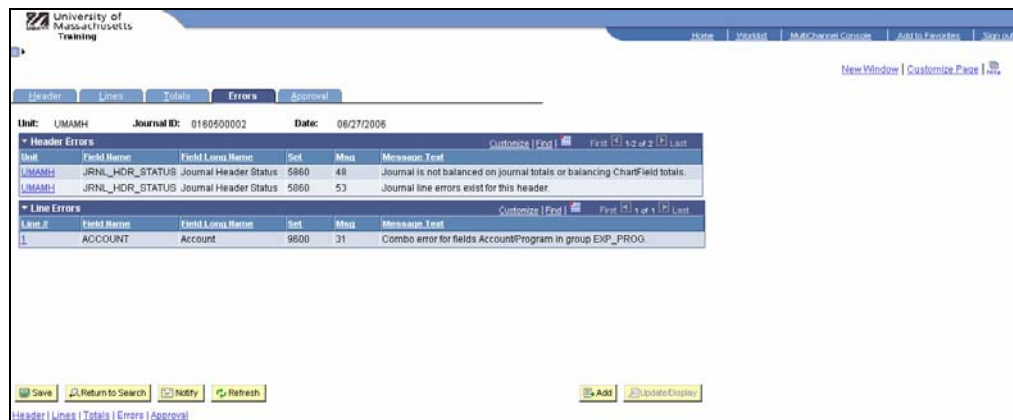 University of
Massachusetts
Training
Home | Worklist | MultiChannel Console | Add to Favorites | Sign out
New Window | Customize Page |
Header Lines Totals Errors Approval
Unit: UMAMH Journal ID: 0160500002 Date: 06/27/2006
Header Errors Customize | Find | First 1-2 of 2 Last
Unit Field Name Field Long Name Set Msg Message Text
UMAMH JRNL_HDR_STATUS Journal Header Status 5860 48 Journal is not balanced on journal totals or balancing ChartField totals.
UMAMH JRNL_HDR_STATUS Journal Header Status 5860 53 Journal line errors exist for this header.
Line Errors Customize | Find | First 1 of 1 Last
Line # Field Name Field Long Name Set Msg Message Text
1 ACCOUNT Account 9600 31 Combo error for fields Account/Program in group EXP_PROG.
Save Return to Search Notify Refresh Add Update/Display
Header | Lines | Totals | Errors | Approval